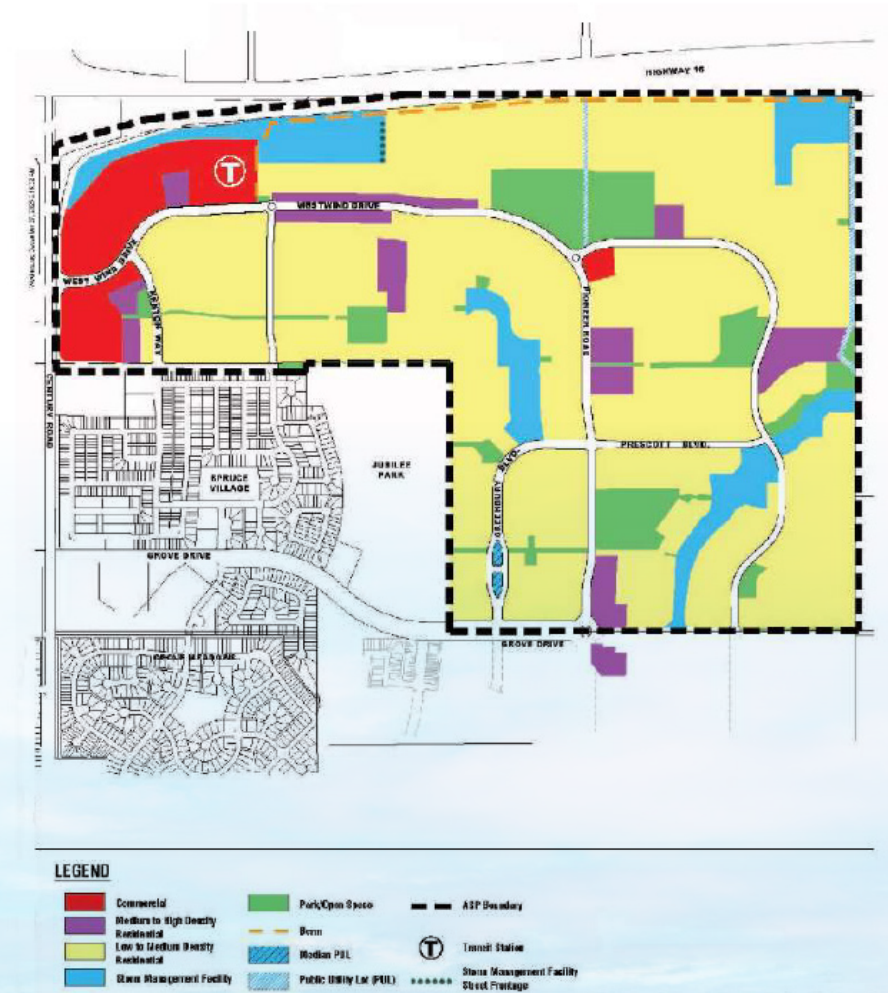 HIGHWAY 16
T
WESTWIND DRIVE
WEST WIND DRIVE
PIONEER ROAD
CENTURY ROAD
PRESCOTT BLVD.
GREENBURY BLVD.
JUBILEE
PARK
SPRUCE
VILLAGE
GROVE DRIVE
GROVE DRIVE
LEGEND
Commercial
Medium to High Density
Residential
Low to Medium Density
Residential
Storm Management Facility
Park/Open Space
Berm
Median PUL
Public Utility Lot (PUL)
ASP Boundary
T
Transit Station
Storm Management Facility
Street Frontage